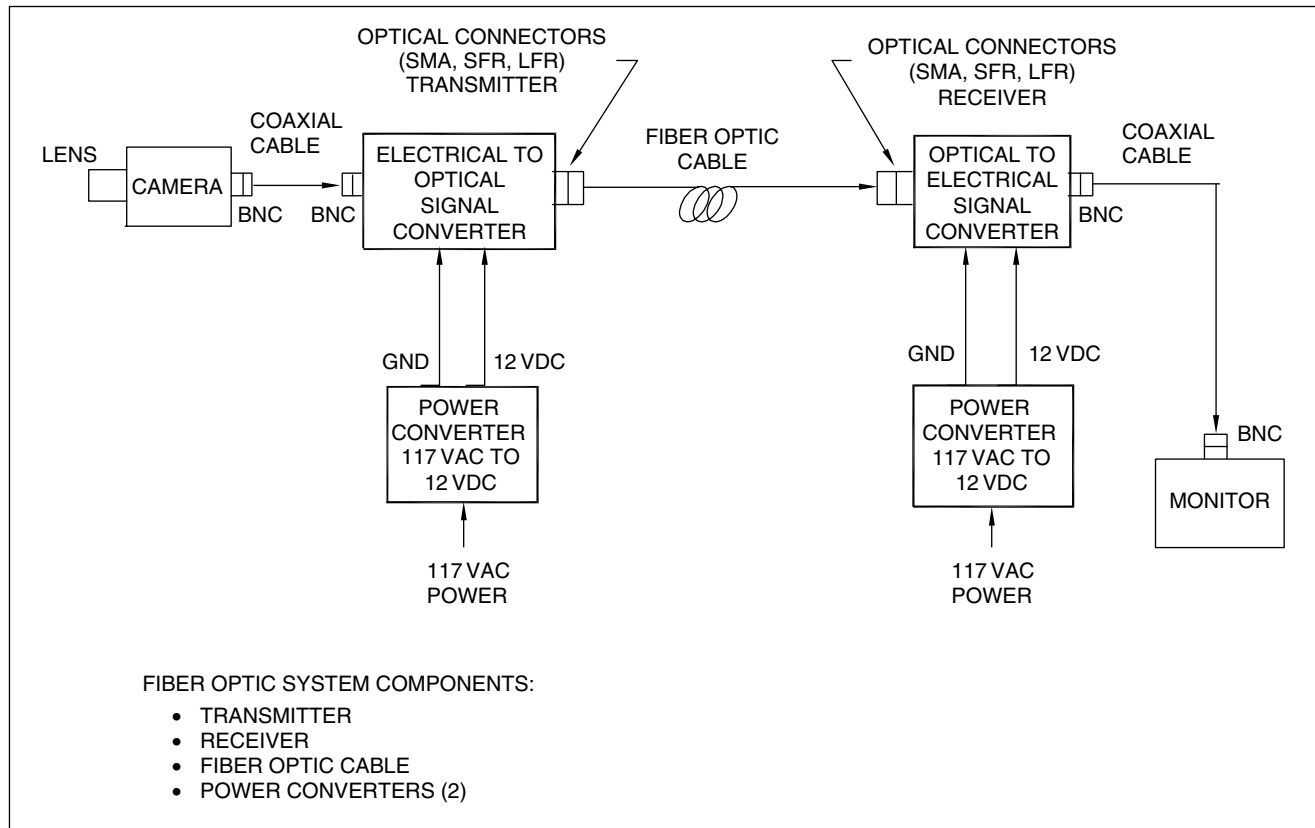 OPTICAL CONNECTORS
(SMA, SFR, LFR)
TRANSMITTER
OPTICAL CONNECTORS
(SMA, SFR, LFR)
RECEIVER
LENS
CAMERA
BNC
COAXIAL
CABLE
BNC
ELECTRICAL TO
OPTICAL
SIGNAL
CONVERTER
FIBER OPTIC
CABLE
OPTICAL TO
ELECTRICAL
SIGNAL
CONVERTER
BNC
COAXIAL
CABLE
GND
12 VDC
POWER
CONVERTER
117 VAC TO
12 VDC
117 VAC
POWER
GND
12 VDC
POWER
CONVERTER
117 VAC TO
12 VDC
117 VAC
POWER
BNC
MONITOR
FIBER OPTIC SYSTEM COMPONENTS:
• TRANSMITTER
• RECEIVER
• FIBER OPTIC CABLE
• POWER CONVERTERS (2)